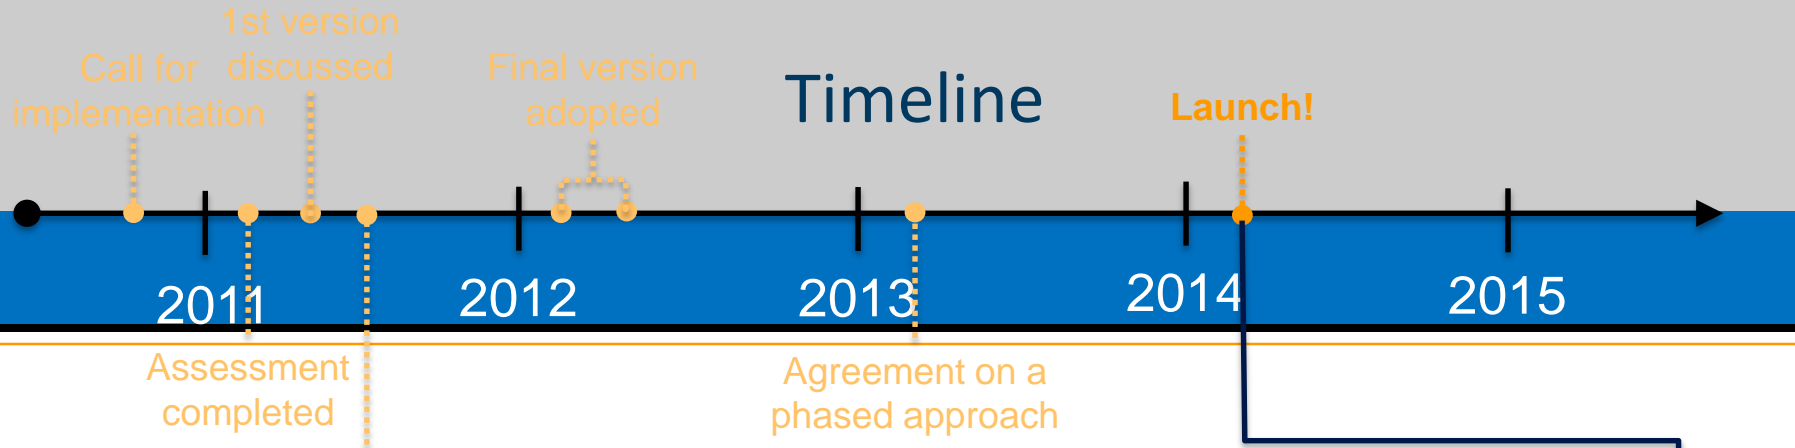 1st version
discussed
Call for
implementation
Final version
adopted
Timeline
Launch!
2011
2012
2013
2014
2015
Assessment
completed
Agreement on a
phased approach